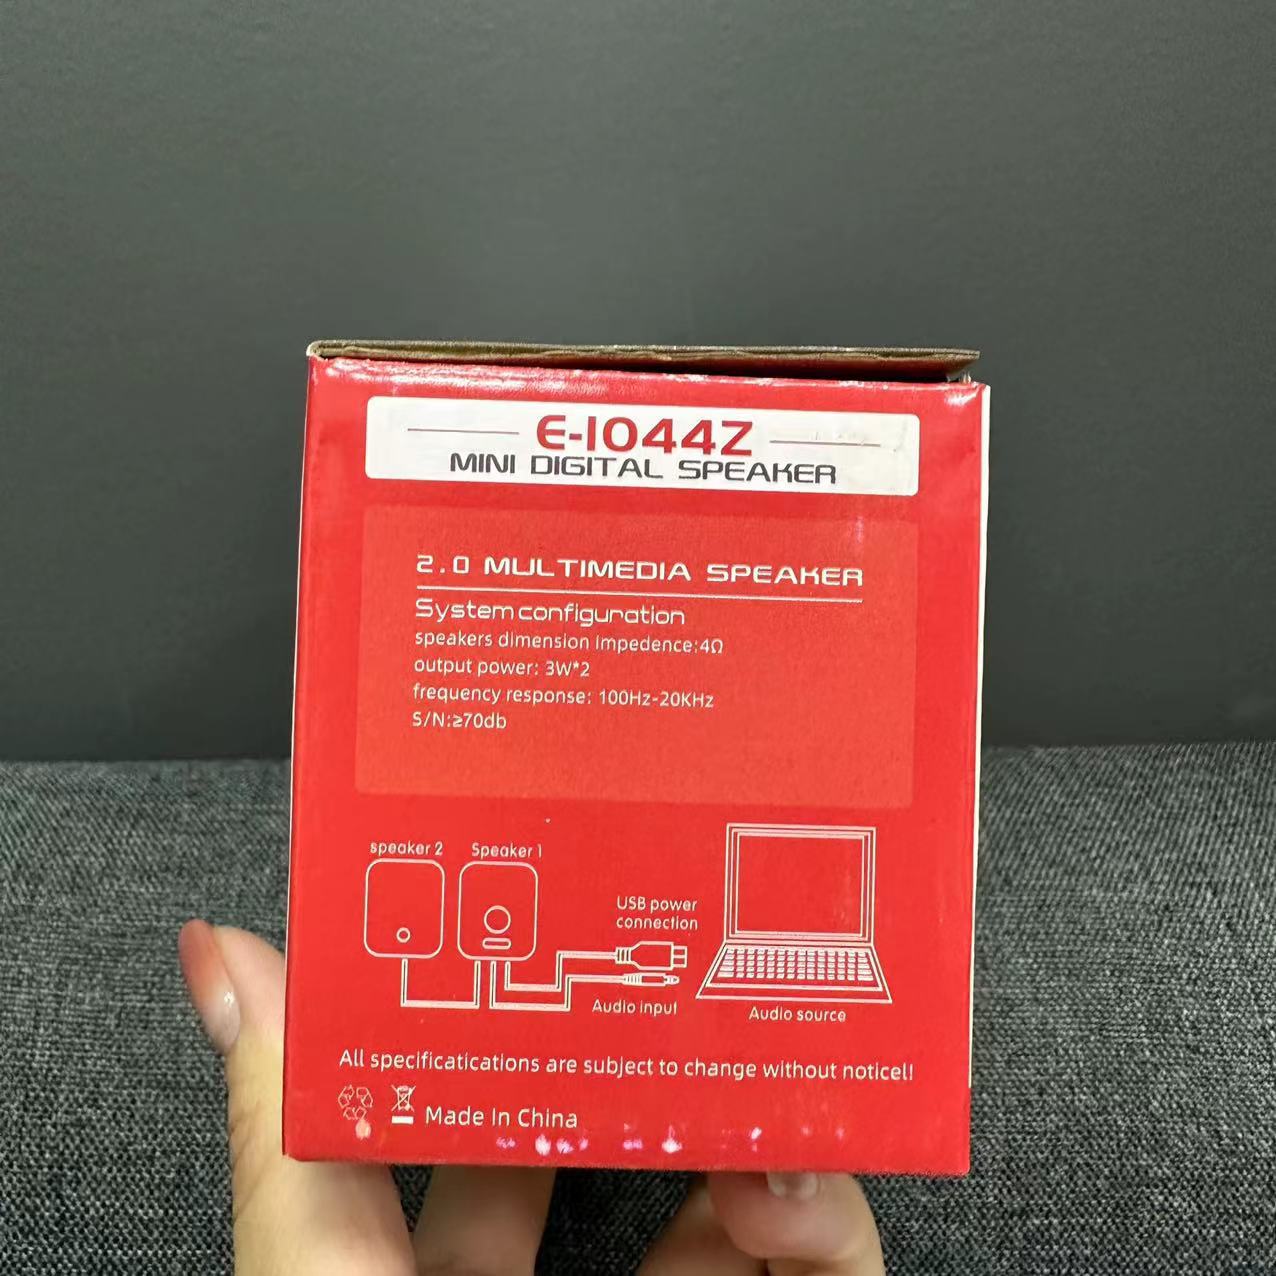 E-1044Z
MINI DIGITAL SPEAKER
2.0 MULTIMEDIA SPEAKER
System configuration
speakers dimension impedence:4Ω
output power: 3W*2
frequency response: 100Hz-20KHz
S/N:≥70db
speaker 2
Speaker 1
USB power
connection
Audio input
Audio source
All specificatications are subject to change without notice!!
Made In China